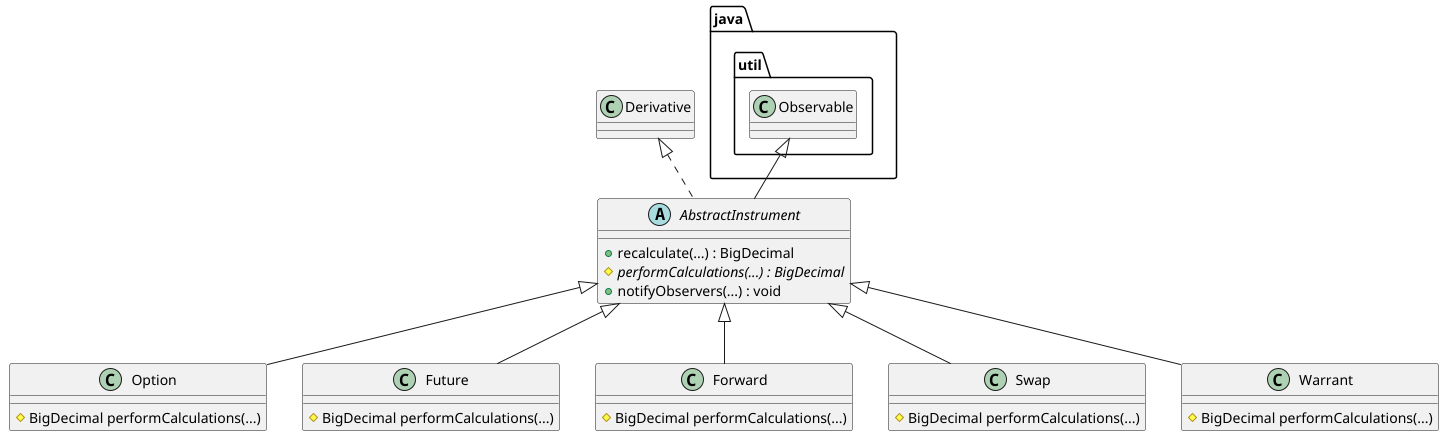 java
util
C Derivative
C Observable
A AbstractInstrument
recalculate(...) : BigDecimal
performCalculations(...) : BigDecimal
notifyObservers(...) : void
C Option
C Future
C Forward
C Swap
C Warrant
BigDecimal performCalculations(...)
BigDecimal performCalculations(...)
BigDecimal performCalculations(...)
BigDecimal performCalculations(...)
BigDecimal performCalculations(...)